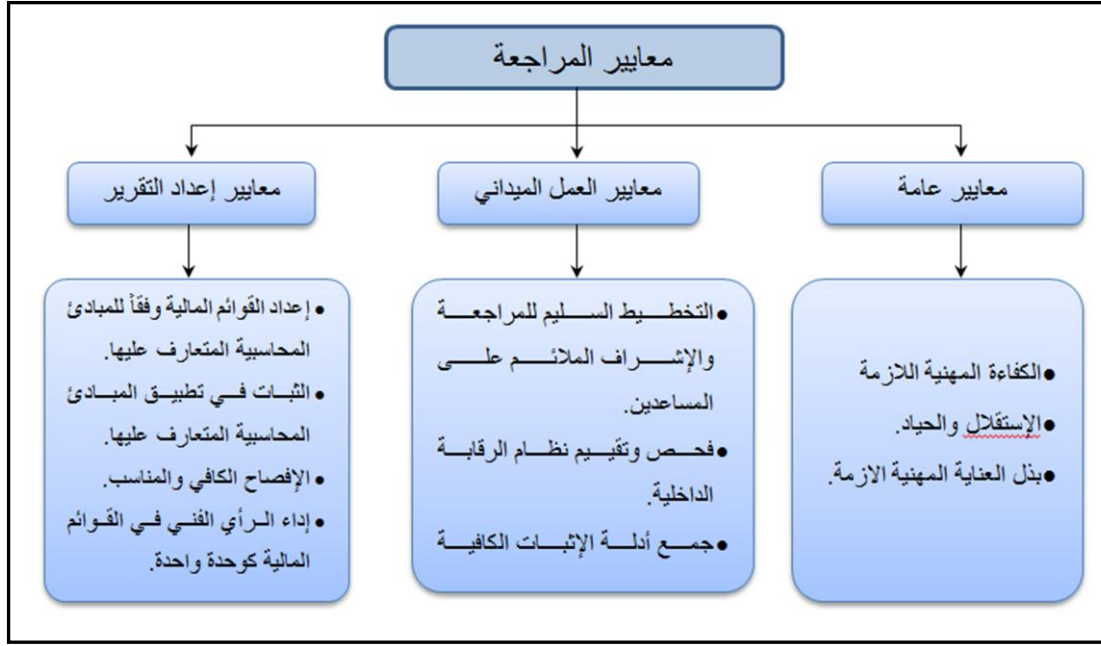 معايير المراجعة
معايير عامة
معايير العمل الميداني
معايير إعداد التقرير
●الكفاءة المهنية اللازمة
●الإستقلال والحياد.
●بذل العناية المهنية الازمة.
●التخطيط السليم للمراجعة
والإشراف الملائم على
المساعدين.
●فحص وتقييم نظام الرقابة
الداخلية.
●جمع أدلة الإثبات الكافية
● إعداد القوائم المالية وفقاً للمبادئ
المحاسبية المتعارف عليها.
● الثبات في تطبيق المبادئ
المحاسبية المتعارف عليها.
● الإفصاح الكافي والمناسب.
● إداء الرأي الفني في القوائم
المالية كوحدة واحدة.